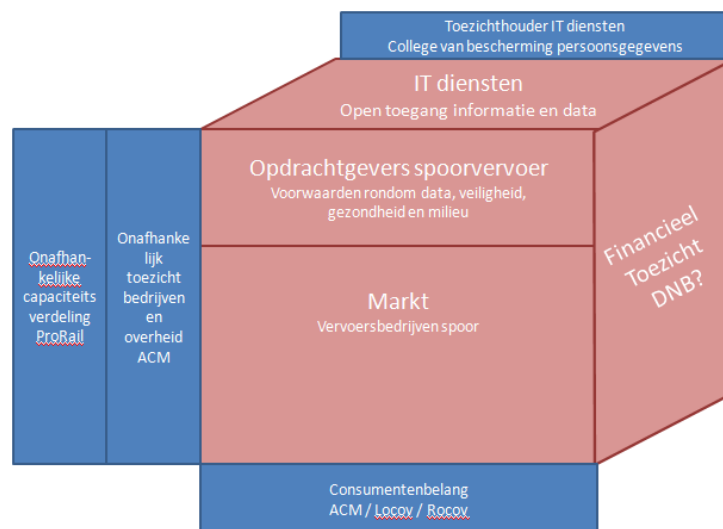 Toezichthouder IT diensten
College van bescherming persoonsgegevens
IT diensten
Open toegang informatie en data
Opdrachtgevers spoorvervoer
Voorwaarden rondom data, veiligheid,
gezondheid en milieu
Onafhan-
kelijke
capaciteits
verdeling
ProRail
Onafhanke
lijk
toezicht
bedrijven
en
overheid
ACM
Markt
Vervoersbedrijven spoor
Financieel
Toezicht
DNB?
Consumentenbelang
ACM / Locov / Rocov